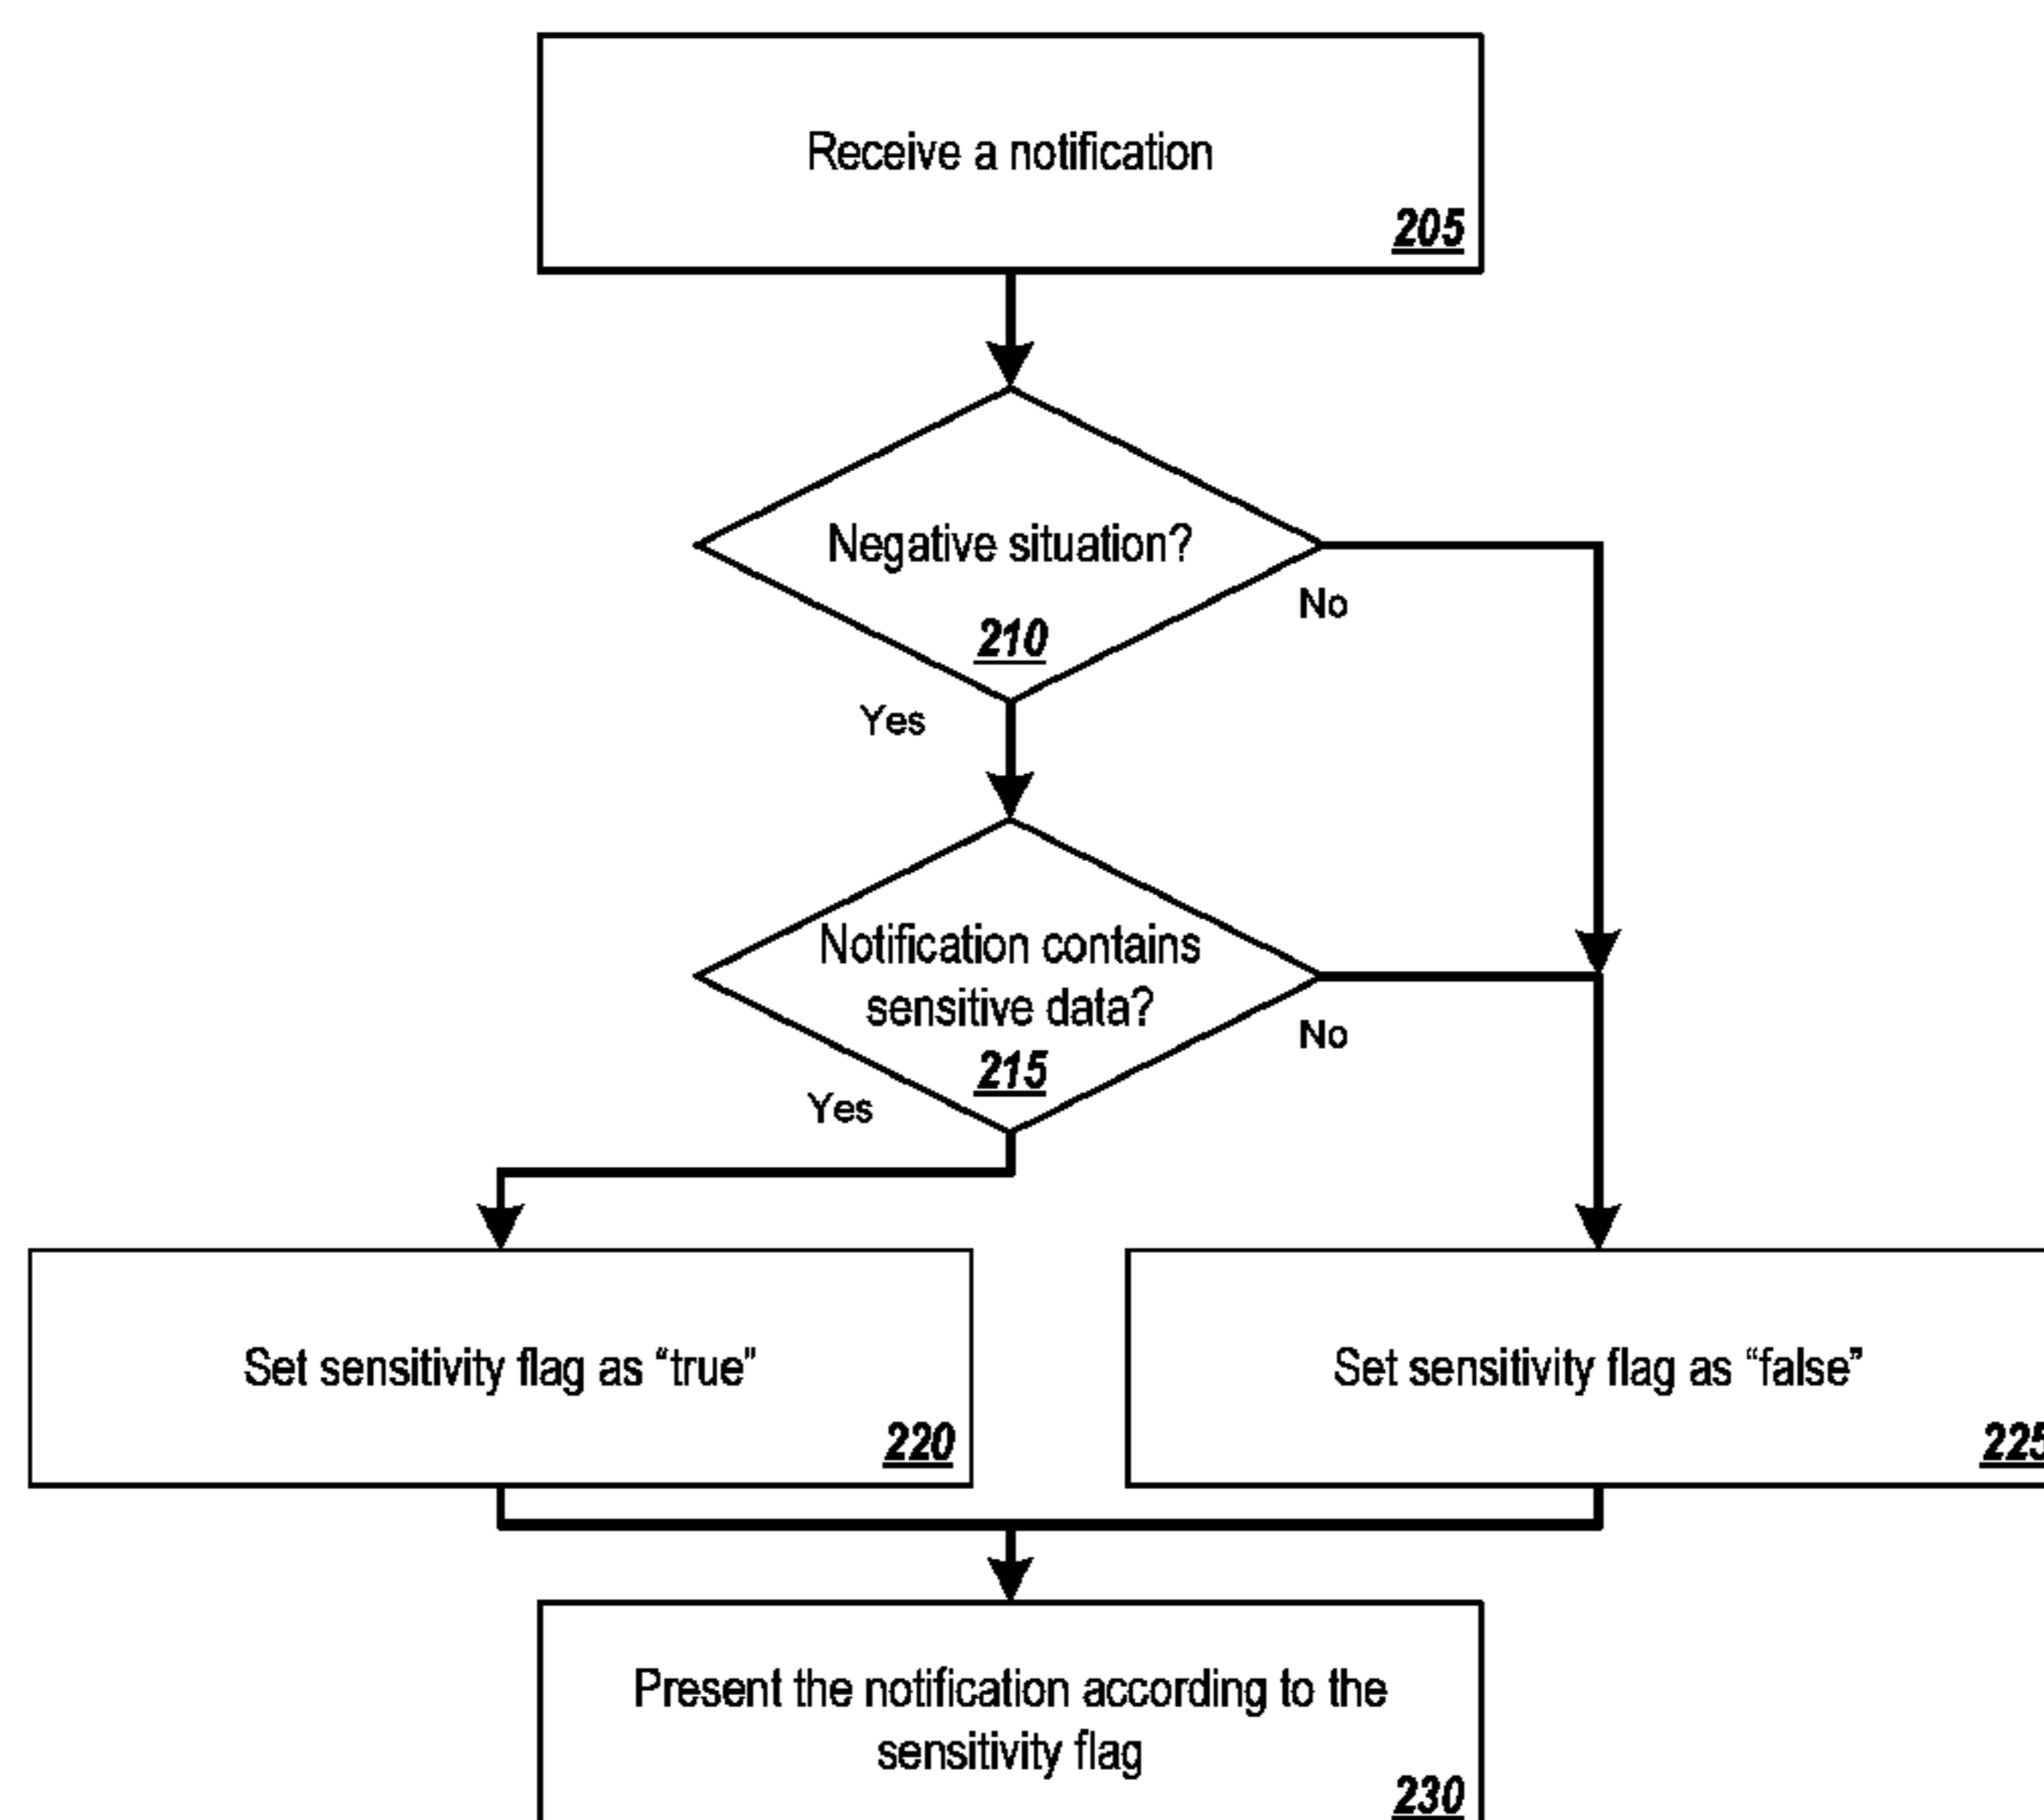 Receive a notification
205
Negative situation?
210
No
Yes
Notification contains
sensitive data?
215
No
Yes
Set sensitivity flag as “true”
220
Set sensitivity flag as “false”
225
Present the notification according to the
sensitivity flag
230